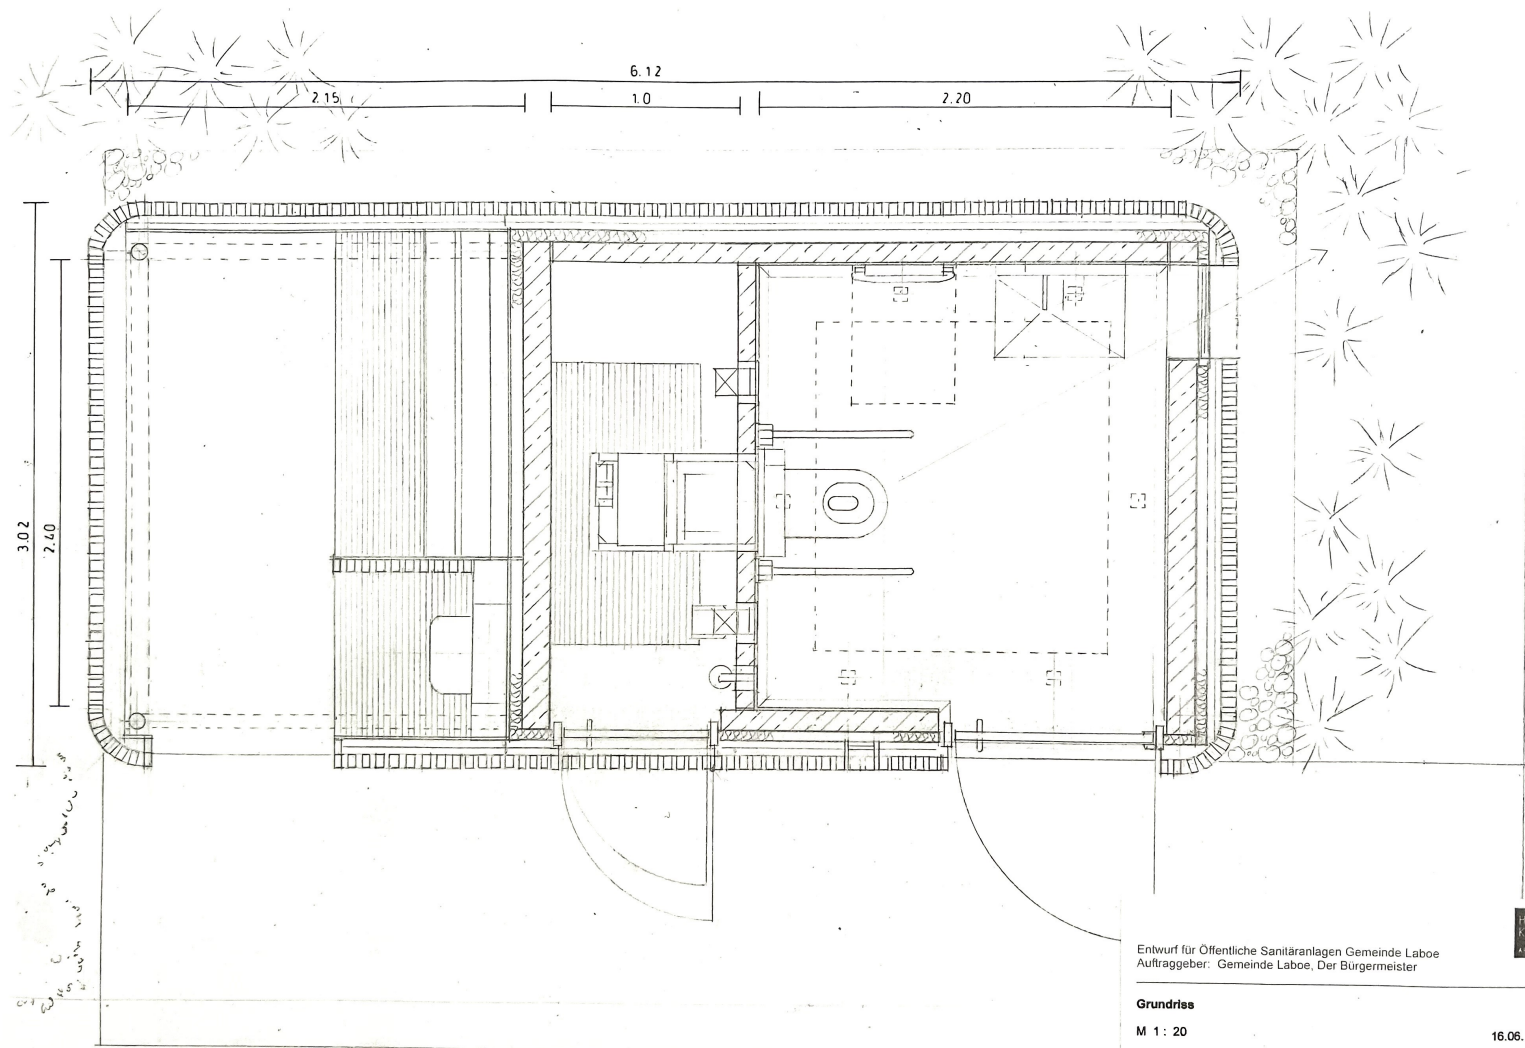 6.12
2.15
1.0
2.20
3.02
2.40
Entwurf für Öffentliche Sanitäranlagen Gemeinde Laboe
Auftraggeber: Gemeinde Laboe, Der Bürgermeister
Grundriss
M 1 : 20
16.06.